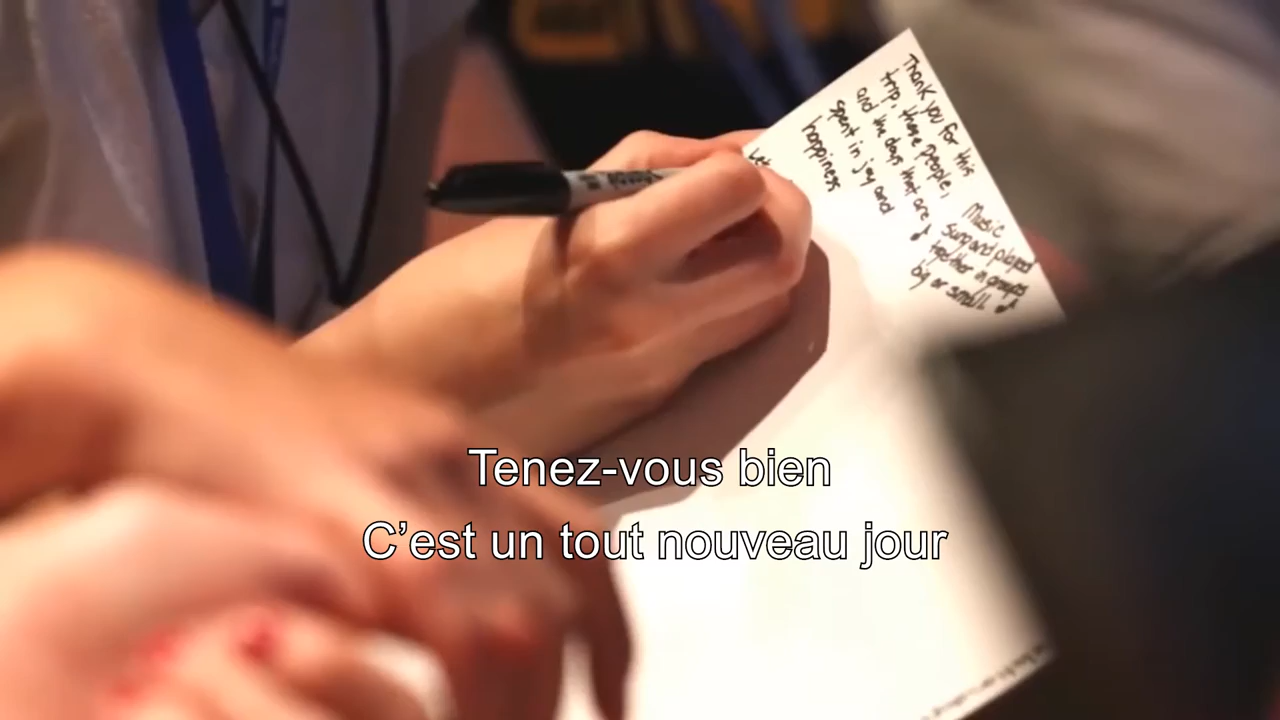 Thank you for this
trip, these people,
and the days that are
spent in joy and
happiness
Music
sung and played
together in groups
big or small.
Tenez-vous bien
C’est un tout nouveau jour